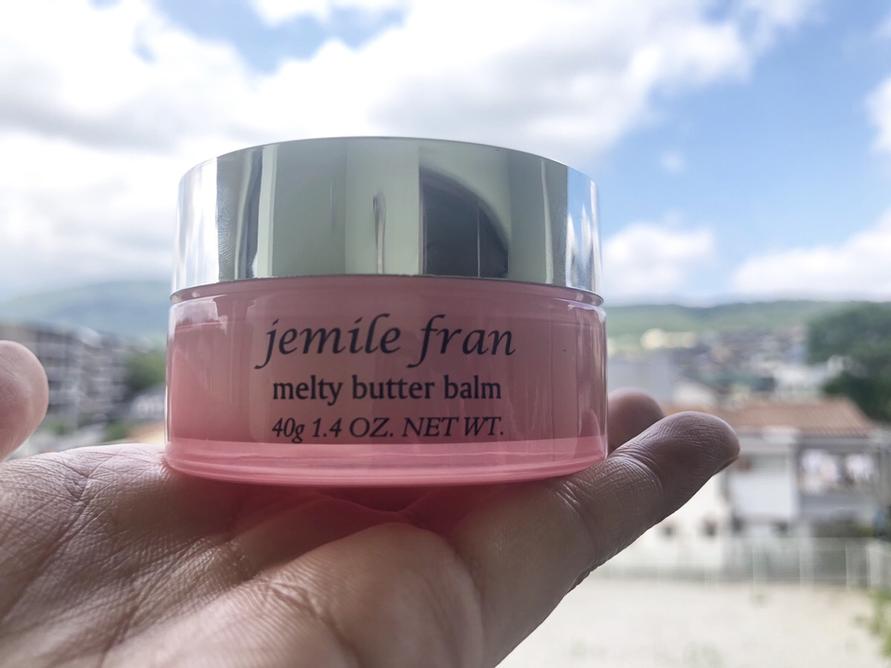 jemile fran
melty butter balm
40g 1.4 OZ. NET WT.